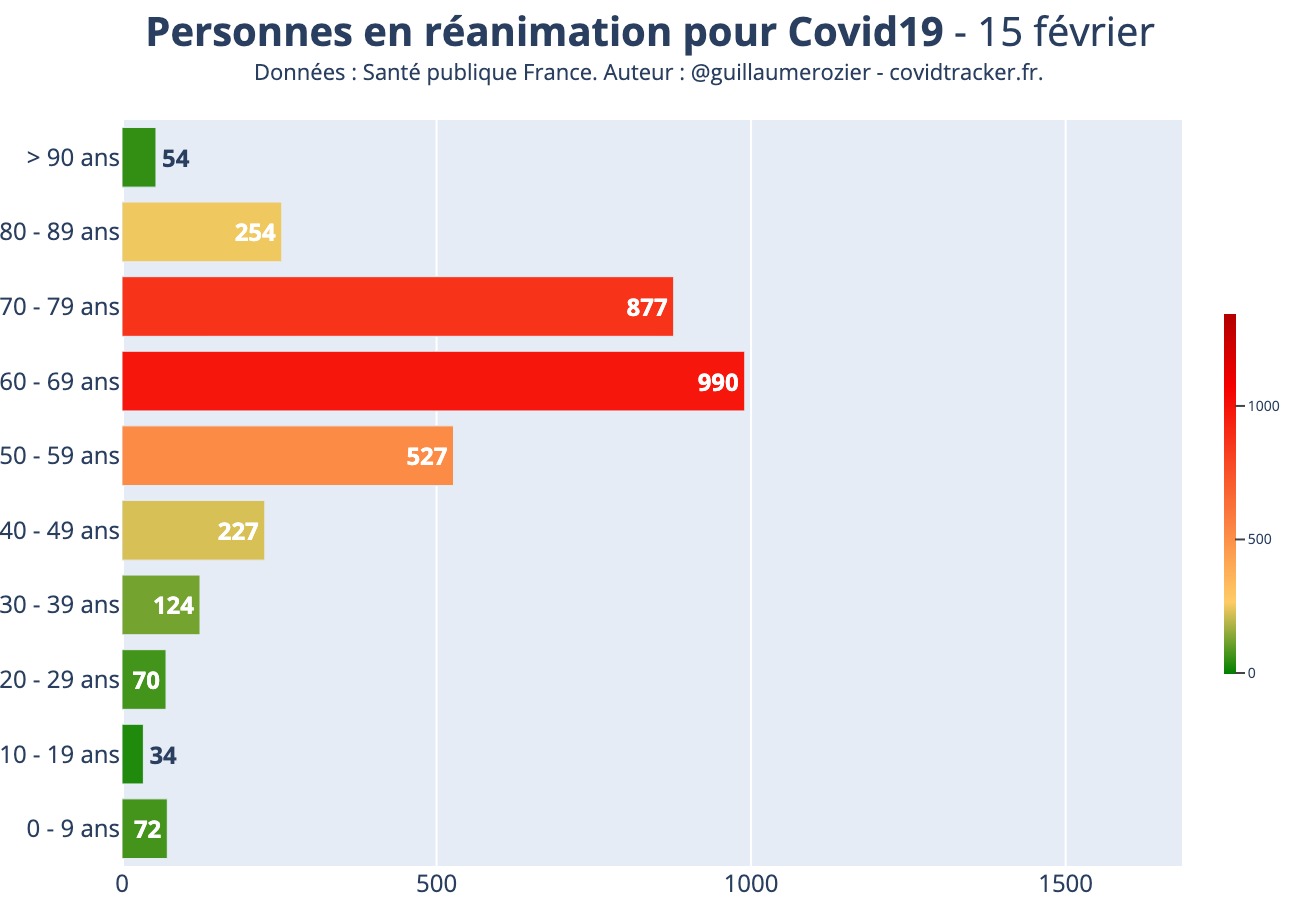 Personnes en réanimation pour Covid19 - 15 février
Données : Santé publique France. Auteur : @guillaumerozier - covidtracker.fr.
> 90 ans 54
80 - 89 ans 254
70 - 79 ans 877
60 - 69 ans 990
50 - 59 ans 527
40 - 49 ans 227
30 - 39 ans 124
20 - 29 ans 70
10 - 19 ans 34
0 - 9 ans 72
0 500 1000 1500
1000
500
0